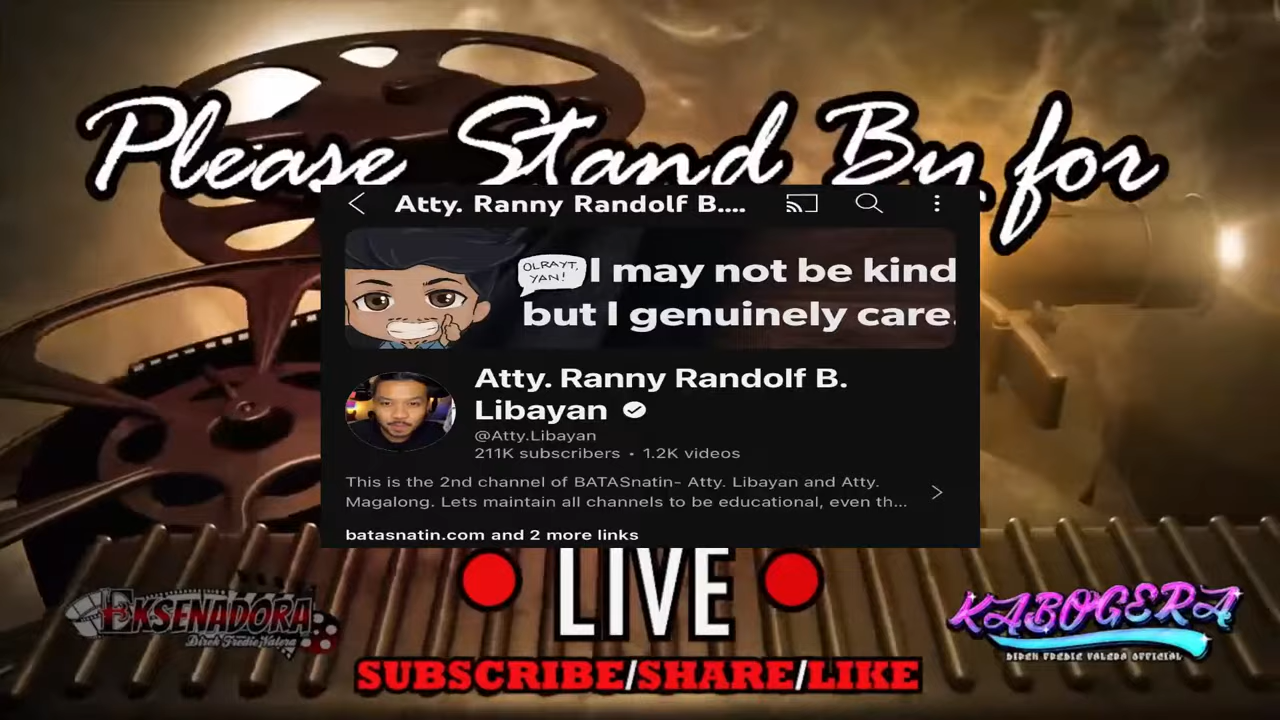 Please Stand By for
Atty. Ranny Randolf B....
OLRAYT,
YAN!
I may not be kind
but I genuinely care.
Atty. Ranny Randolf B.
Libayan
@Atty.Libayan
211K subscribers • 1.2K videos
This is the 2nd channel of BATASnatin- Atty. Libayan and Atty.
Magalong. Lets maintain all channels to be educational, even th...
batasnatin.com and 2 more links
LIVE
EKSENADORA
Direk Fredie Valera
KABOGERA
DIREK FREDIE VALERA OFFICIAL
SUBSCRIBE/SHARE/LIKE